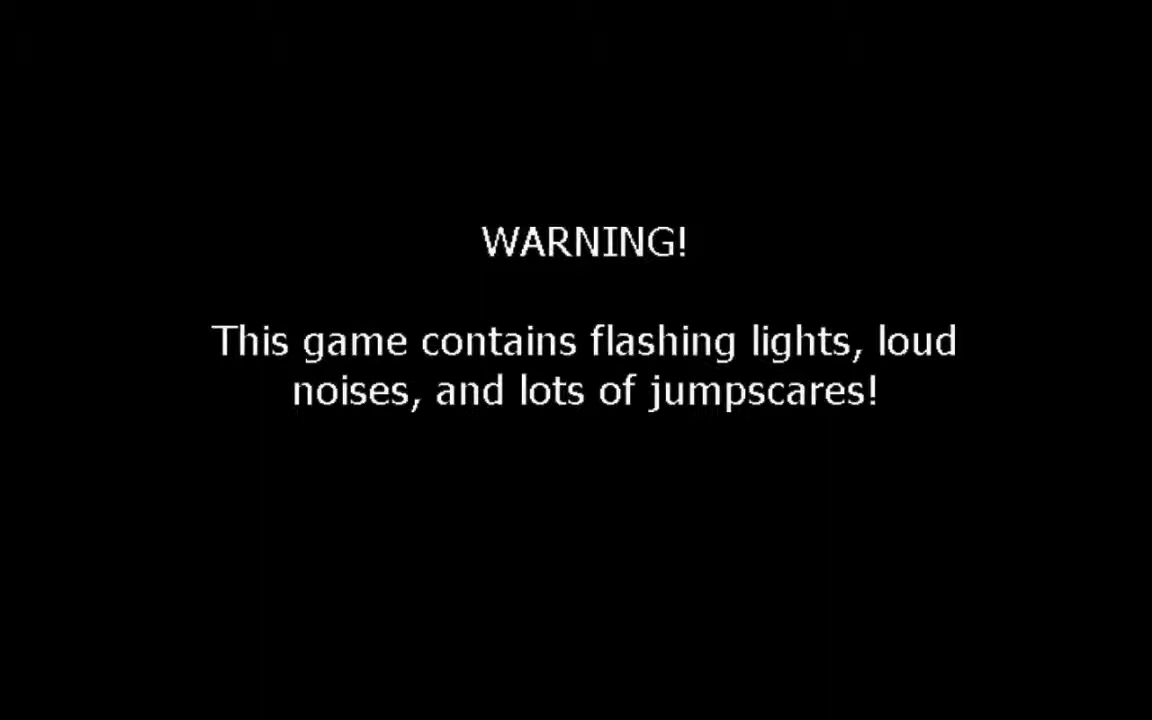 WARNING!
This game contains flashing lights, loud
noises, and lots of jumpscares!